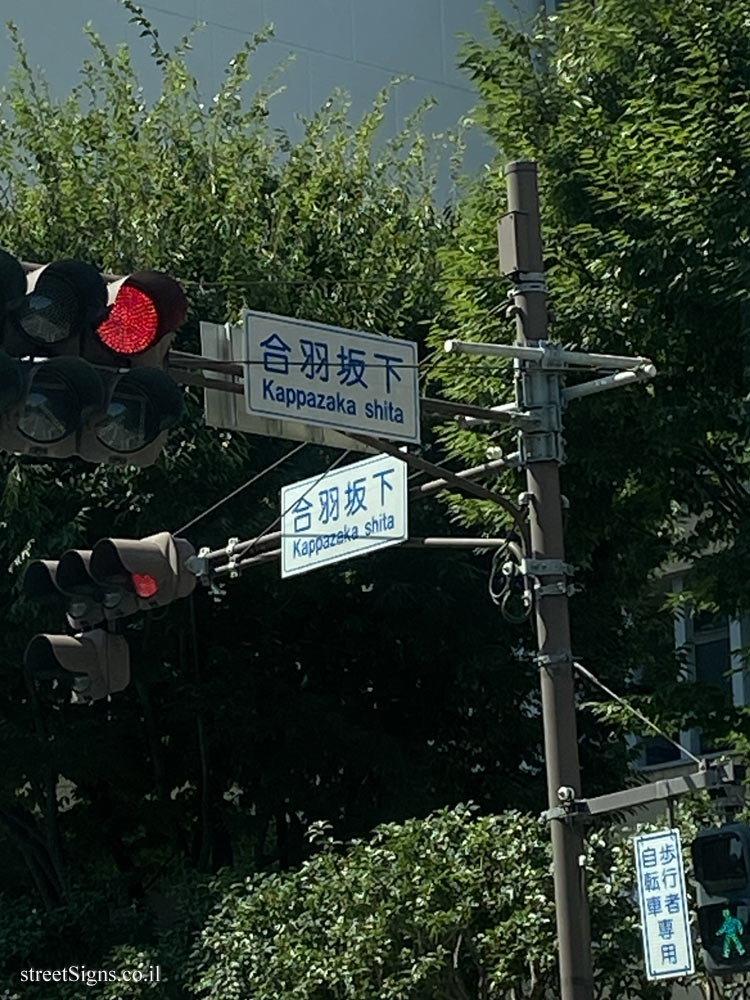 合羽坂下
Kappazaka shita
合羽坂下
Kappazaka shita
歩行者
自転車専用
streetSigns.co.il